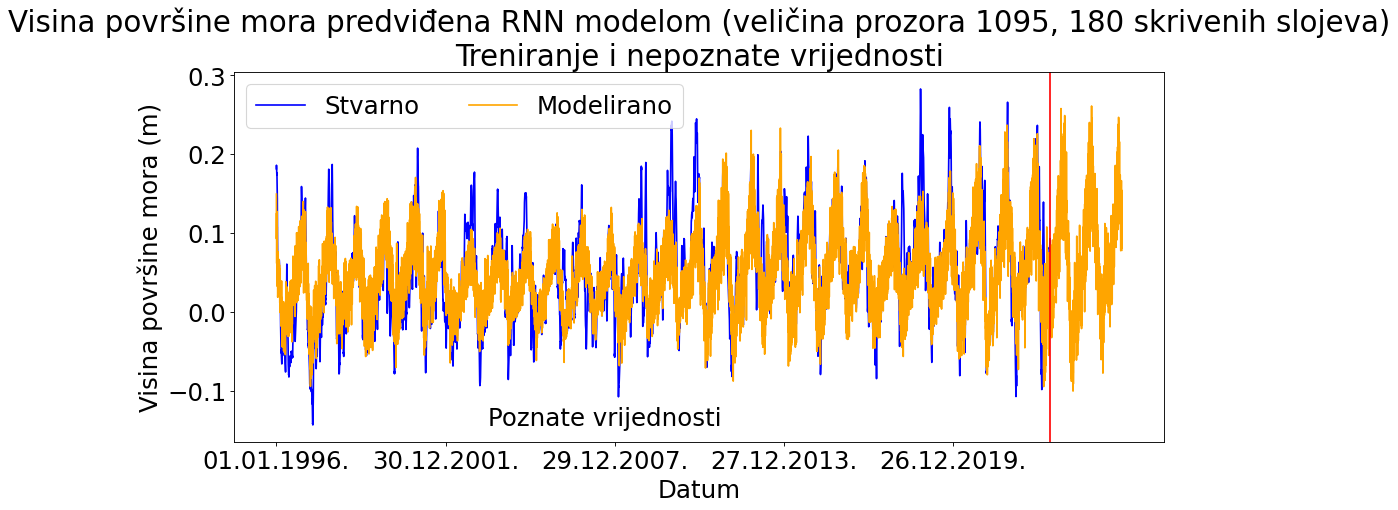 Visina površine mora predviđena RNN modelom (veličina prozora 1095, 180 skrivenih slojeva)
Treniranje i nepoznate vrijednosti
Stvarno
Modelirano
Visina površine mora (m)
0.3
0.2
0.1
0.0
−0.1
Poznate vrijednosti
01.01.1996.
30.12.2001.
29.12.2007.
27.12.2013.
26.12.2019.
Datum